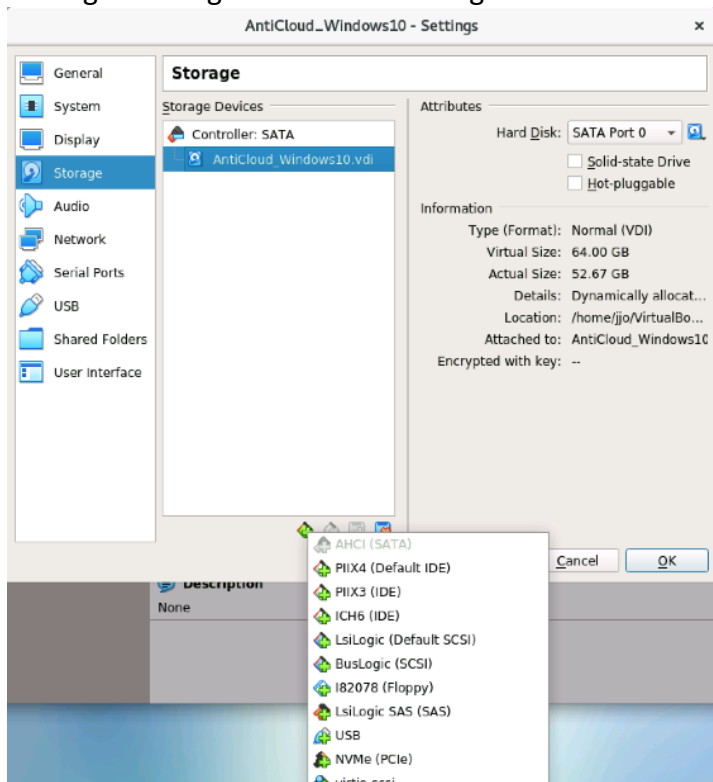 AntiCloud_Windows10 - Settings
×
General
System
Display
Storage
Audio
Network
Serial Ports
USB
Shared Folders
User Interface
Storage
Storage Devices
Controller: SATA
AntiCloud_Windows10.vdi
Attributes
Hard Disk: SATA Port 0
Solid-state Drive
Hot-pluggable
Information
Type (Format): Normal (VDI)
Virtual Size: 64.00 GB
Actual Size: 52.67 GB
Details: Dynamically allocat...
Location: /home/jjo/VirtualBo...
Attached to: AntiCloud_Windows10
Encrypted with key: --
Cancel
OK
AHCI (SATA)
PIIX4 (Default IDE)
PIIX3 (IDE)
ICH6 (IDE)
LsiLogic (Default SCSI)
BusLogic (SCSI)
I82078 (Floppy)
LsiLogic SAS (SAS)
USB
NVMe (PCIe)
virtio-scsi
Description
None